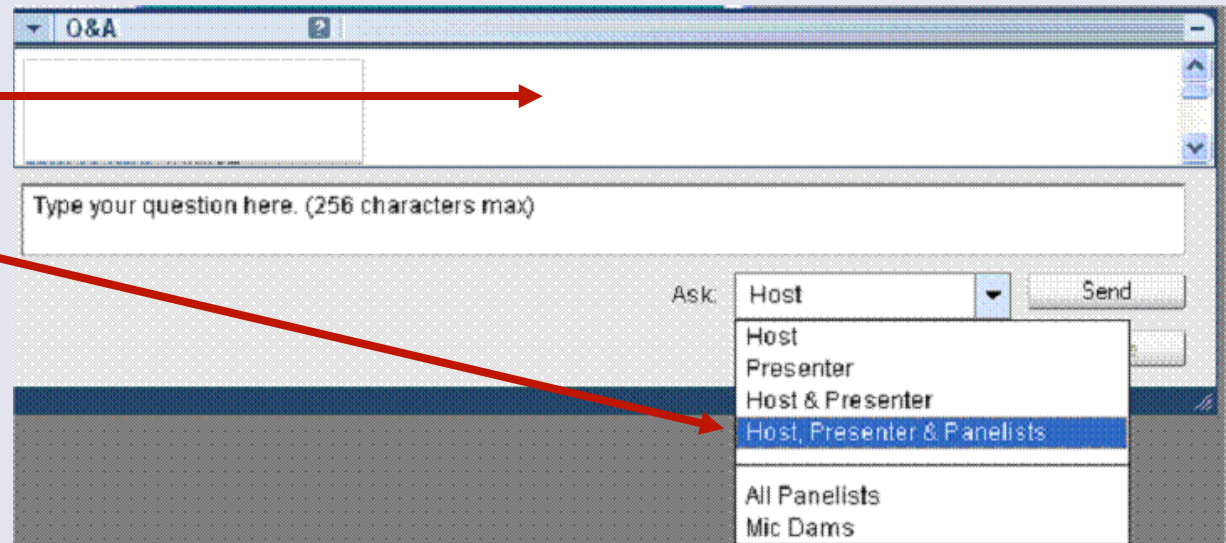 Q&A ?
Type your question here. (256 characters max)
Ask: Host Send
Host
Presenter
Host & Presenter
Host, Presenter & Panelists
All Panelists
Mic Dams